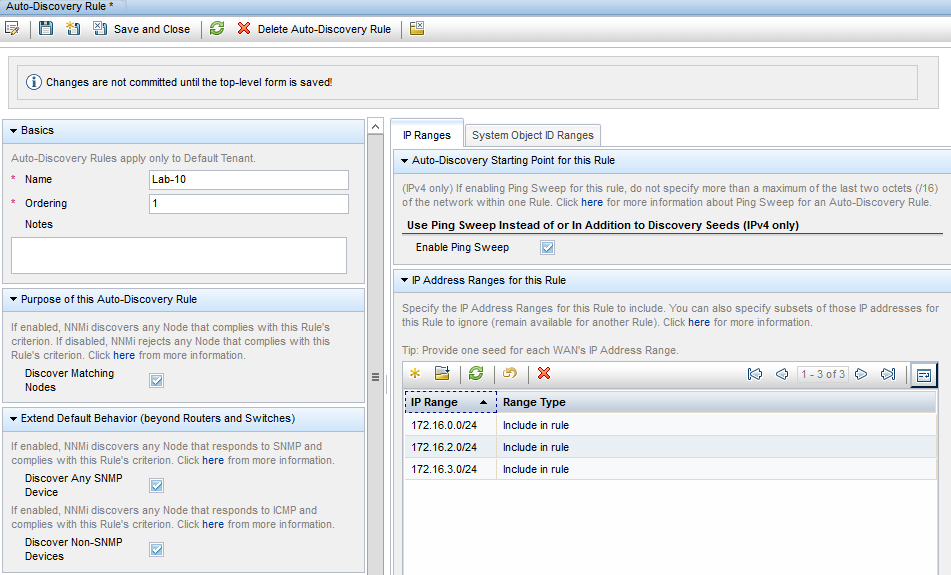 Auto-Discovery Rule *
Save and Close
Delete Auto-Discovery Rule
Changes are not committed until the top-level form is saved!
Basics
Auto-Discovery Rules apply only to Default Tenant.
* Name
Lab-10
* Ordering
1
Notes
Purpose of this Auto-Discovery Rule
If enabled, NNMi discovers any Node that complies with this Rule's
criterion. If disabled, NNMi rejects any Node that complies with this
Rule's criterion. Click here from more information.
Discover Matching
Nodes
Extend Default Behavior (beyond Routers and Switches)
If enabled, NNMi discovers any Node that responds to SNMP and
complies with this Rule's criterion. Click here from more information.
Discover Any SNMP
Device
If enabled, NNMi discovers any Node that responds to ICMP and
complies with this Rule's criterion. Click here from more information.
Discover Non-SNMP
Devices
IP Ranges
System Object ID Ranges
Auto-Discovery Starting Point for this Rule
(IPv4 only) If enabling Ping Sweep for this rule, do not specify more than a maximum of the last two octets (/16)
of the network within one Rule. Click here for more information about Ping Sweep for an Auto-Discovery Rule.
Use Ping Sweep Instead of or In Addition to Discovery Seeds (IPv4 only)
Enable Ping Sweep
IP Address Ranges for this Rule
Specify the IP Address Ranges for this Rule to include. You can also specify subsets of those IP addresses for
this Rule to ignore (remain available for another Rule). Click here for more information.
Tip: Provide one seed for each WAN's IP Address Range.
1 - 3 of 3
IP Range
Range Type
172.16.0.0/24 Include in rule
172.16.2.0/24 Include in rule
172.16.3.0/24 Include in rule